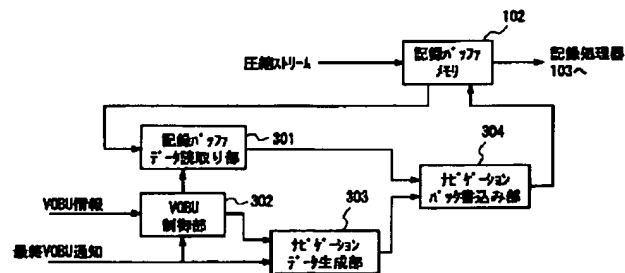 102
圧縮ストリーム
記録バッファ
メモリ
記録処理器
103へ
記録バッファ
データ読取り部
301
304
ナビゲーション
パック書込み部
VOBU情報
VOBU
制御部
302
303
最終VOBU通知
ナビゲーション
データ生成部